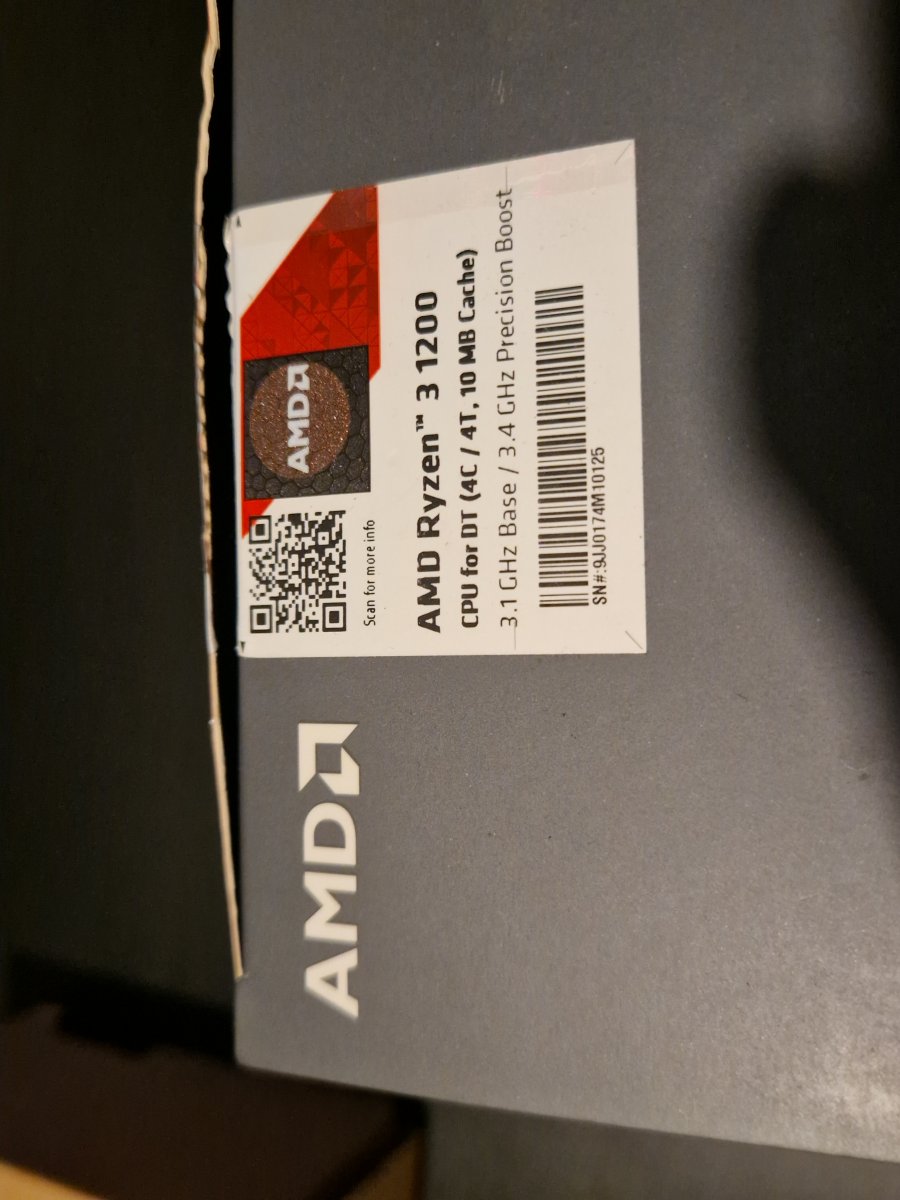 AMD
AMD
Scan for more info
AMD Ryzen™ 3 1200
CPU for DT (4C / 4T, 10 MB Cache)
3.1 GHz Base / 3.4 GHz Precision Boost
SN#:9JJ0174M10125